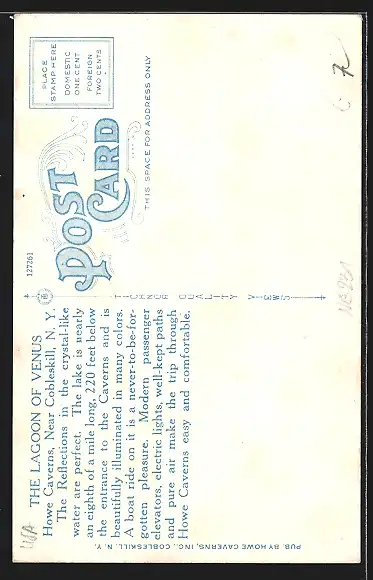 THE LAGOON OF VENUS
Howe Caverns, Near Cobleskill, N. Y.
The Reflections in the crystal-like
water are perfect. The lake is nearly
an eighth of a mile long, 220 feet below
the entrance to the Caverns and is
beautifully illuminated in many colors.
A boat ride on it is a never-to-be-for-
gotten pleasure. Modern passenger
elevators, electric lights, well-kept paths
and pure air make the trip through
Howe Caverns easy and comfortable.
127261
POST
CARD
THIS SPACE FOR ADDRESS ONLY
PLACE
STAMP HERE
DOMESTIC
ONE CENT
FOREIGN
TWO CENTS
TICHNOR QUALITY VIEWS
PUB. BY HOWE CAVERNS, INC., COBLESKILL, N. Y.
USA